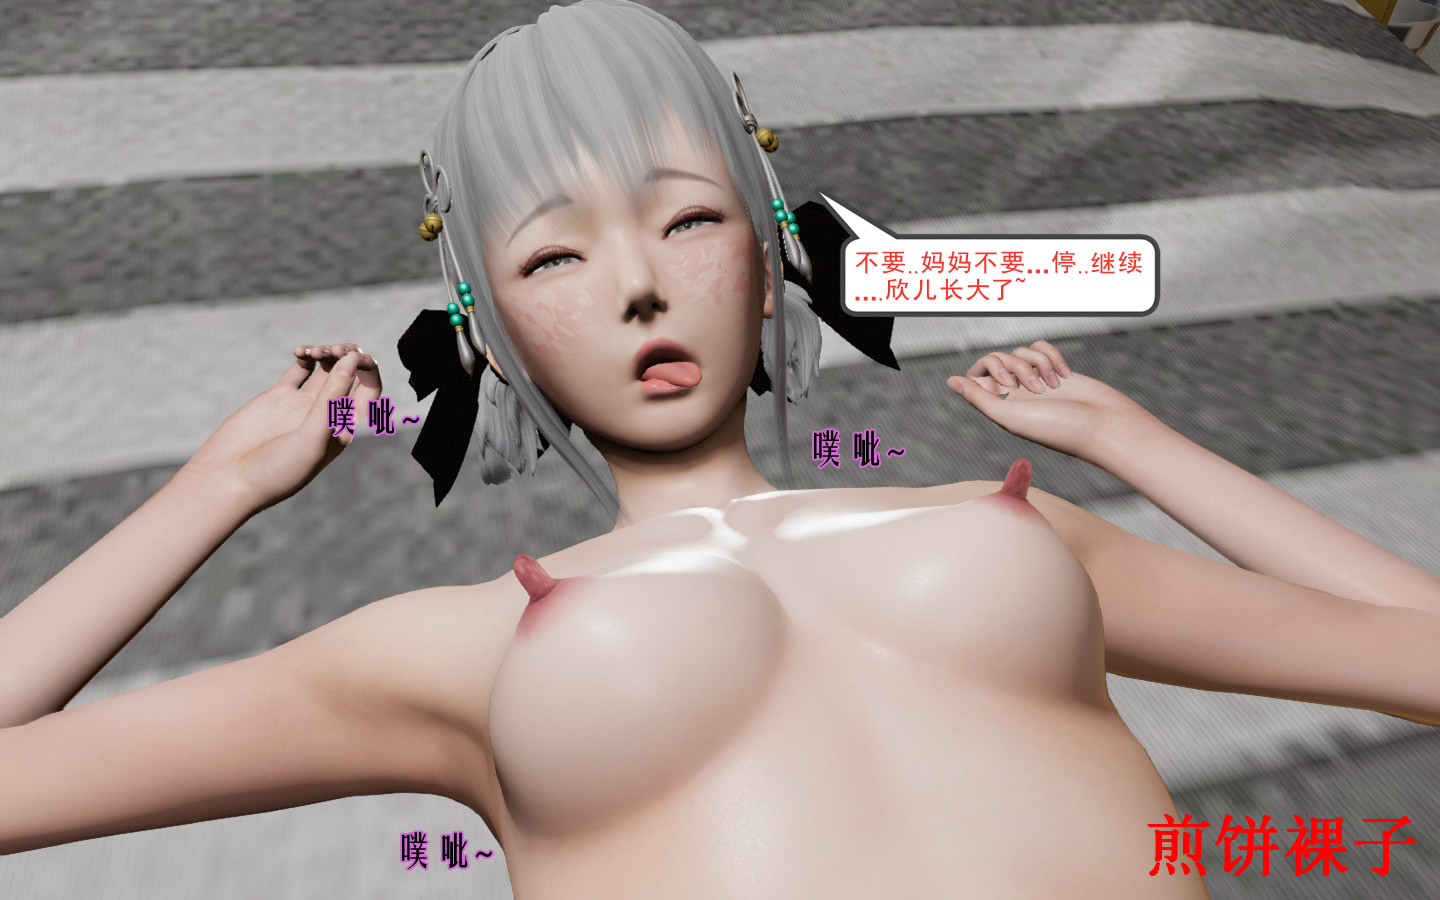 不要..妈妈不要...停..继续
....欣儿长大了~
噗 呲~
噗 呲~
噗 呲~
煎饼裸子